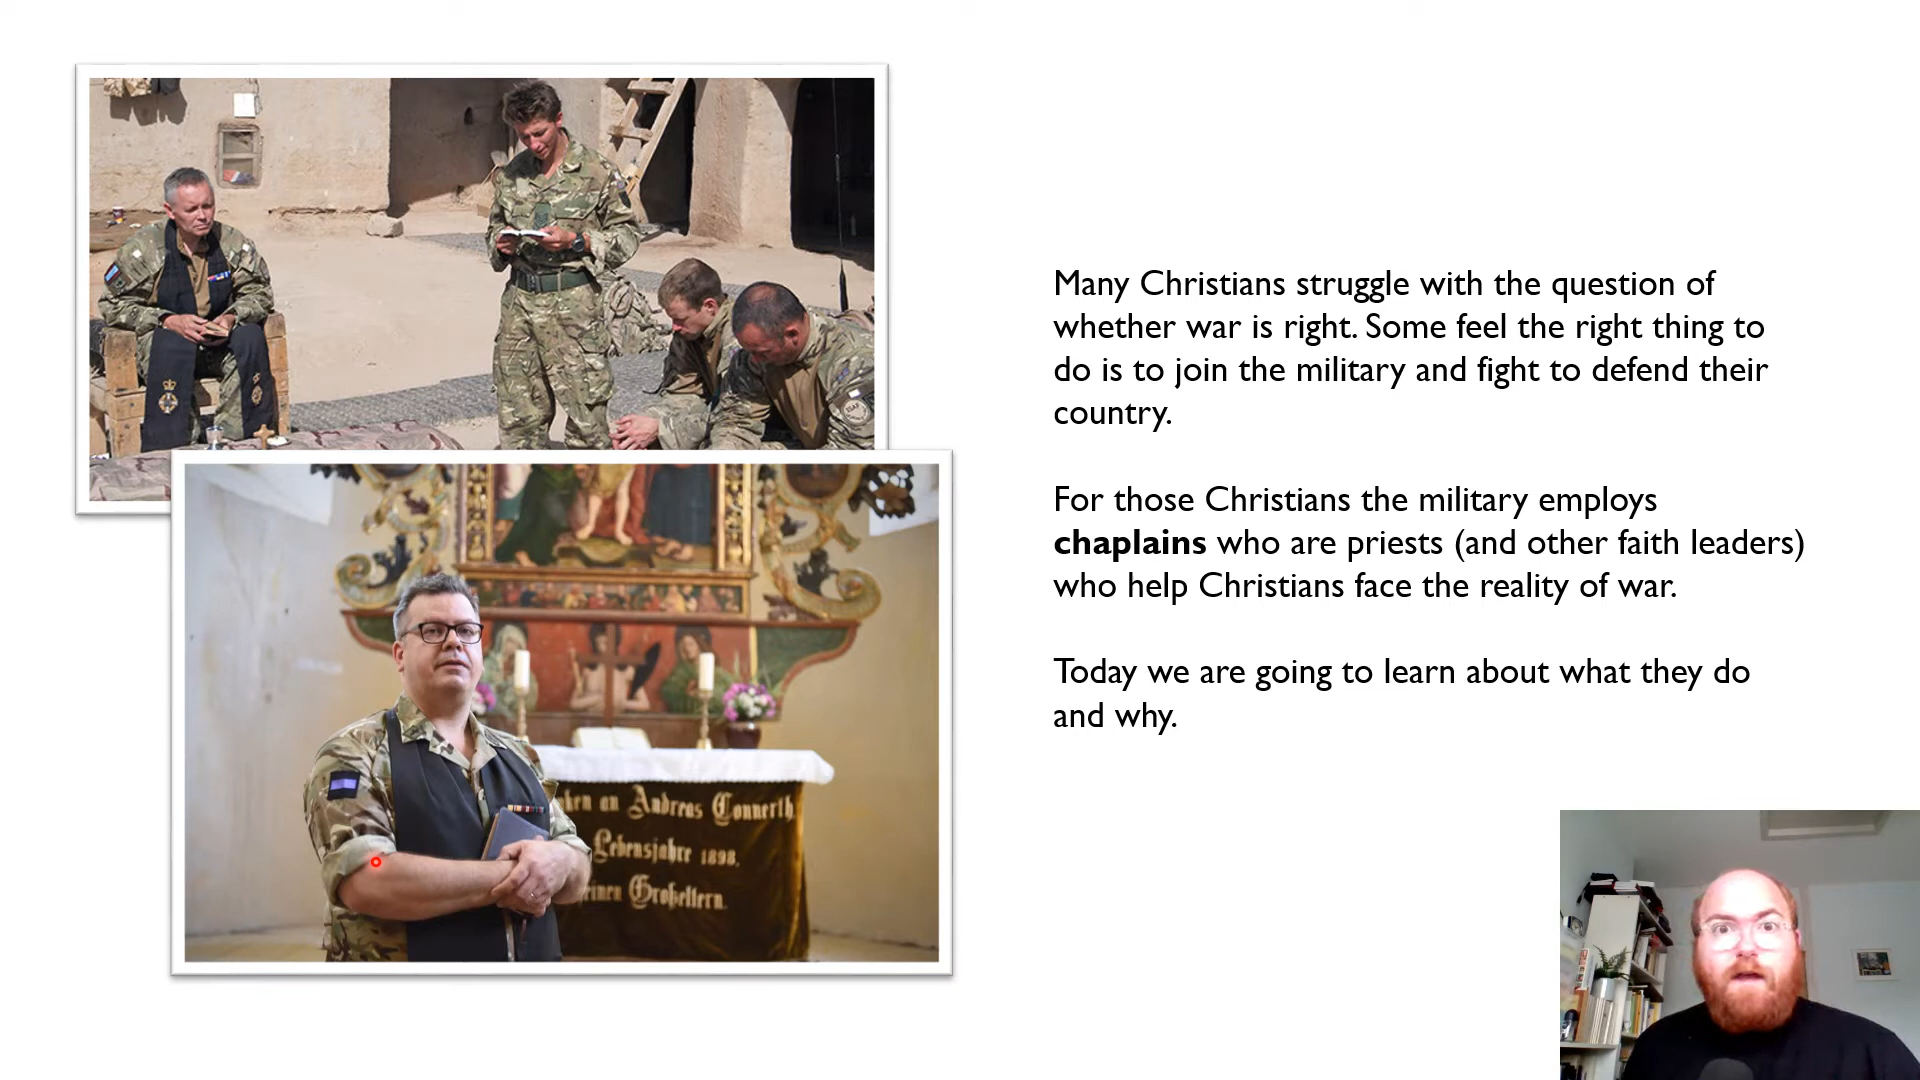 Many Christians struggle with the question of
whether war is right. Some feel the right thing to
do is to join the military and fight to defend their
country.
For those Christians the military employs
chaplains who are priests (and other faith leaders)
who help Christians face the reality of war.
Today we are going to learn about what they do
and why.
an Andreas Connerth
Lebensjahre 1898.
Großeltern.